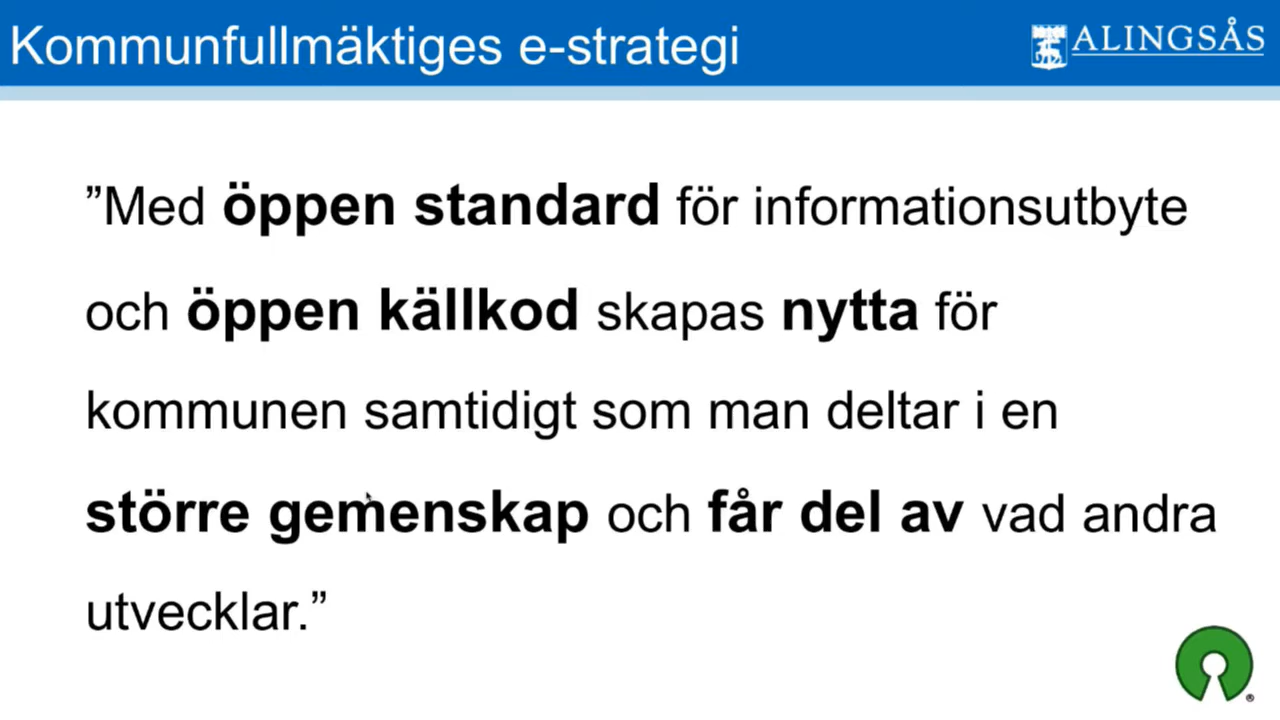 Kommunfullmäktiges e-strategi
ALINGSÅS
”Med öppen standard för informationsutbyte
och öppen källkod skapas nytta för
kommunen samtidigt som man deltar i en
större gemenskap och får del av vad andra
utvecklar.”
®